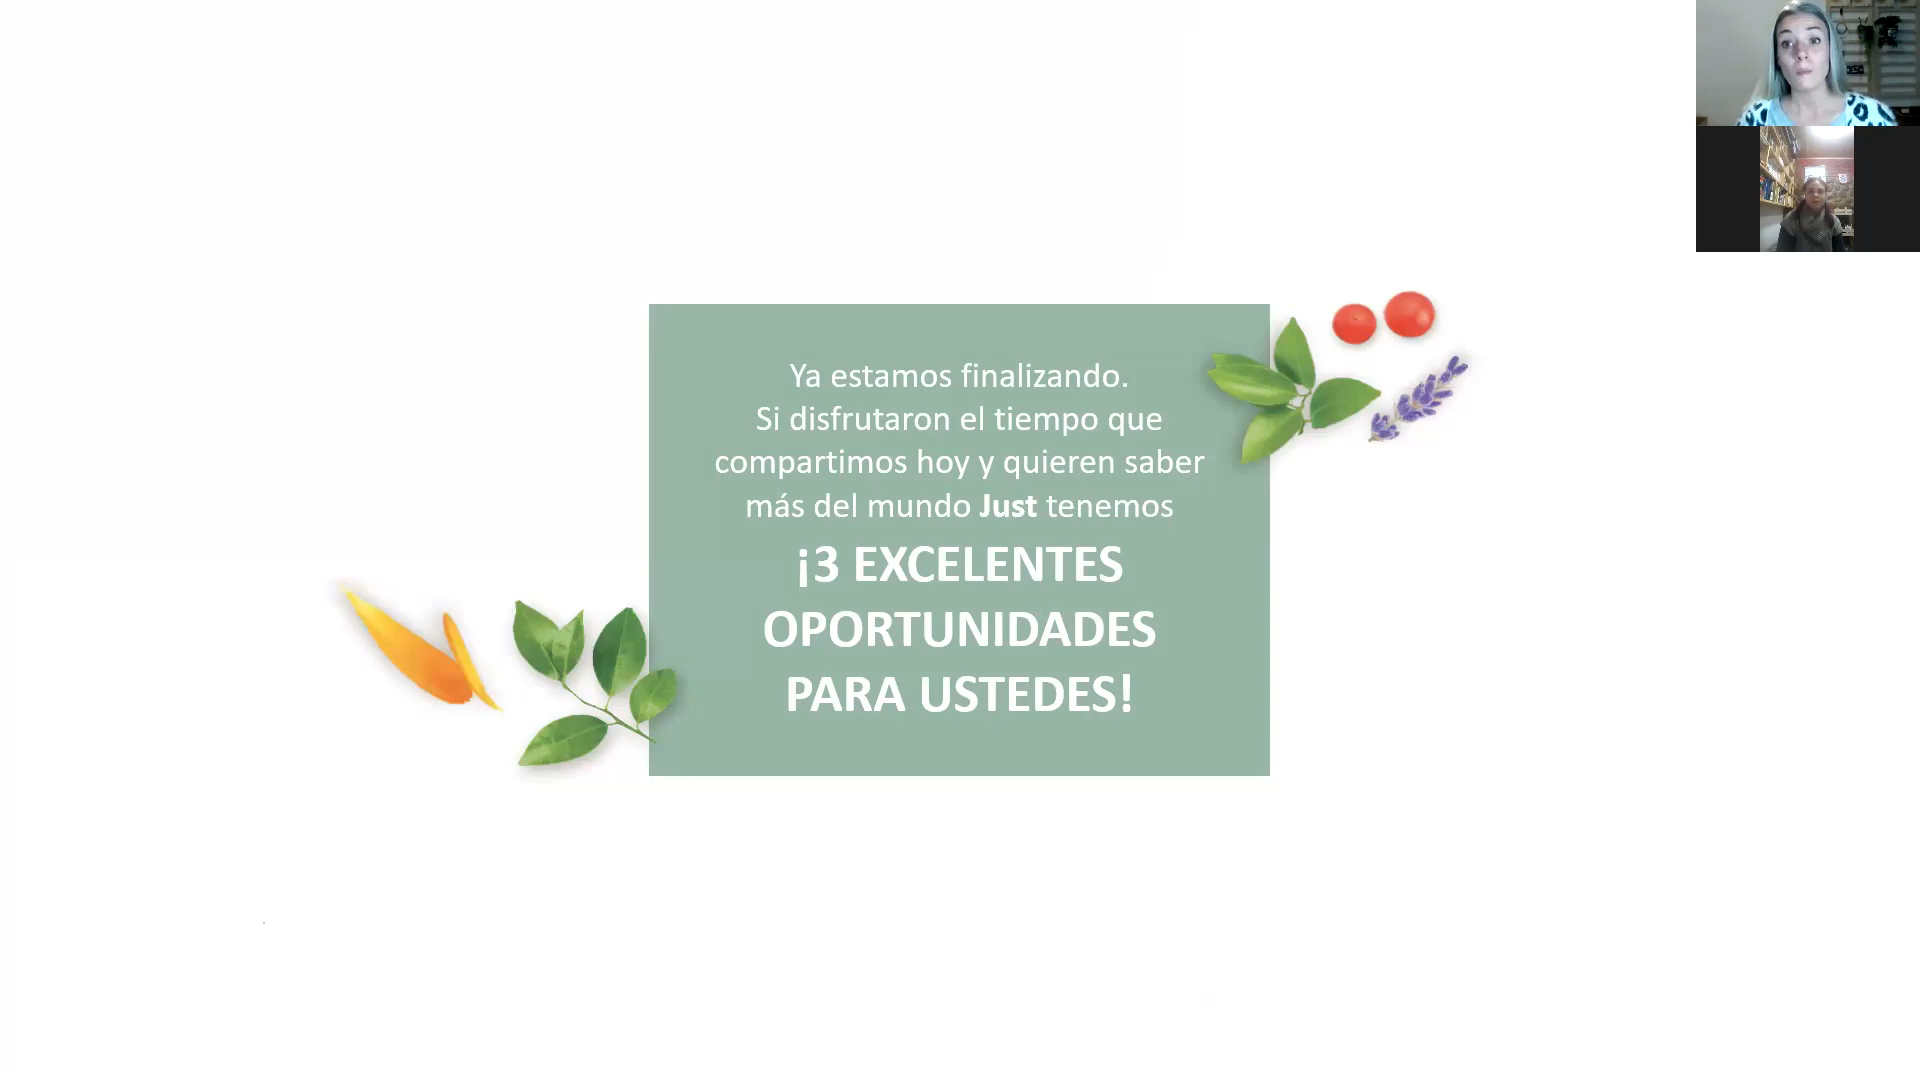 Ya estamos finalizando.
Si disfrutaron el tiempo que
compartimos hoy y quieren saber
más del mundo Just tenemos
¡3 EXCELENTES
OPORTUNIDADES
PARA USTEDES!